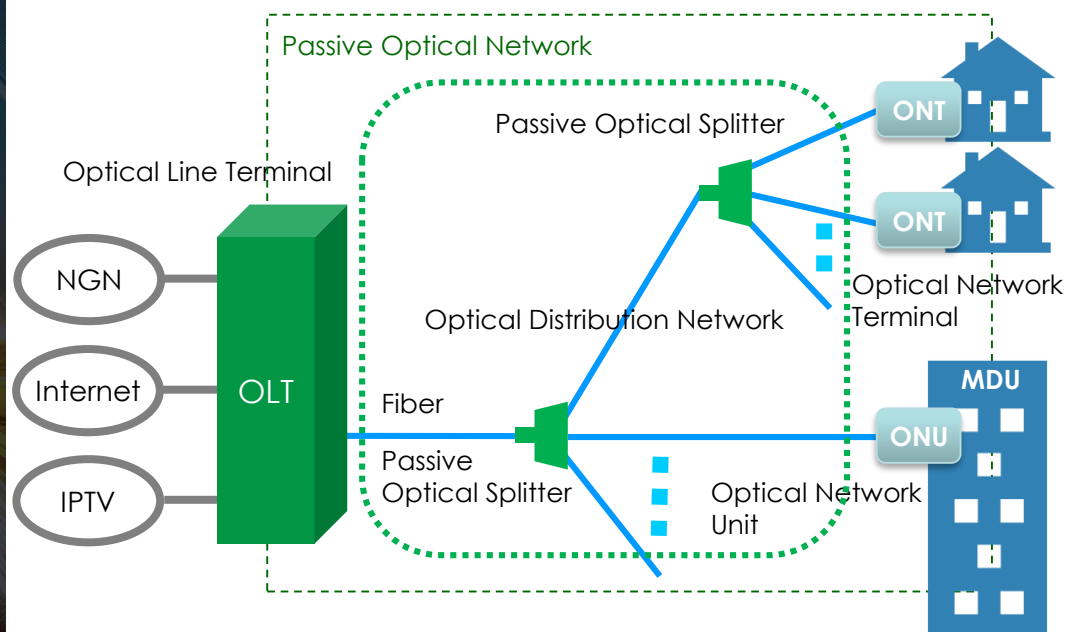 Passive Optical Network
Passive Optical Splitter
ONT
Optical Line Terminal
ONT
NGN
Optical Network
Terminal
Optical Distribution Network
MDU
Internet
OLT
Fiber
ONU
Passive
Optical Splitter
IPTV
Optical Network
Unit